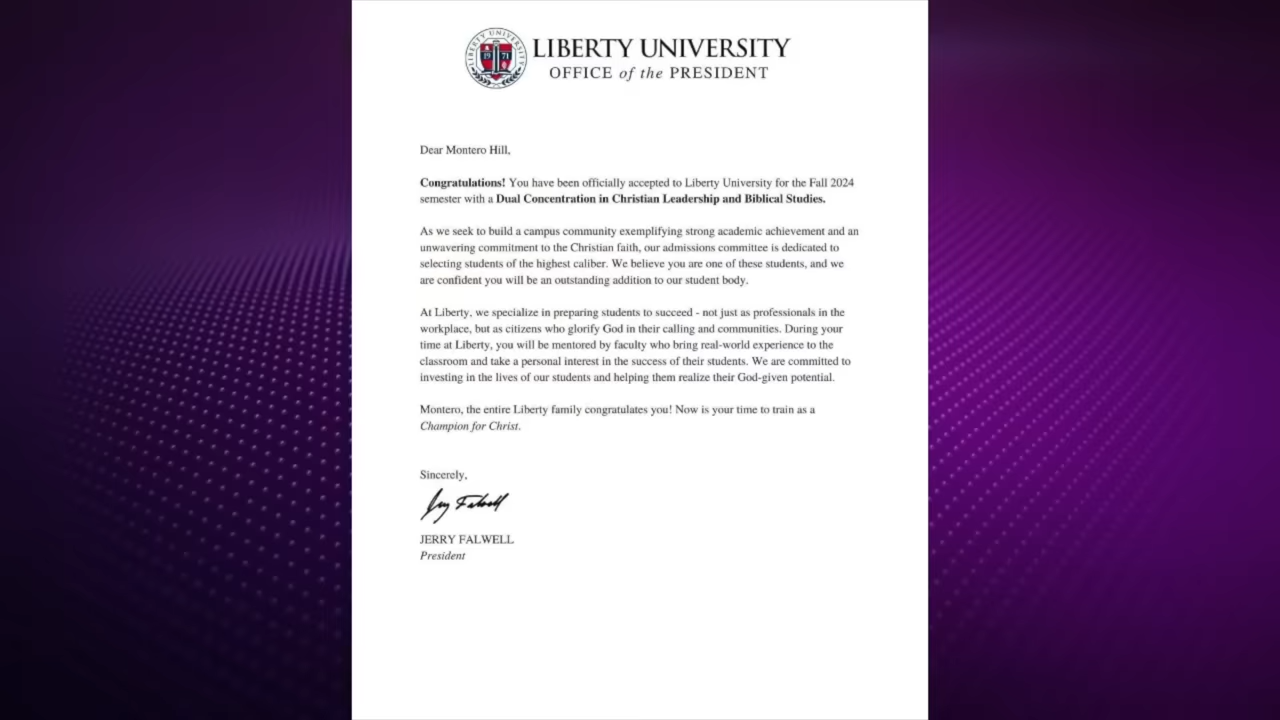 LIBERTY UNIVERSITY
OFFICE of the PRESIDENT
LIBERTY UNIVERSITY
19 71
Dear Montero Hill,
Congratulations! You have been officially accepted to Liberty University for the Fall 2024
semester with a Dual Concentration in Christian Leadership and Biblical Studies.
As we seek to build a campus community exemplifying strong academic achievement and an
unwavering commitment to the Christian faith, our admissions committee is dedicated to
selecting students of the highest caliber. We believe you are one of these students, and we
are confident you will be an outstanding addition to our student body.
At Liberty, we specialize in preparing students to succeed - not just as professionals in the
workplace, but as citizens who glorify God in their calling and communities. During your
time at Liberty, you will be mentored by faculty who bring real-world experience to the
classroom and take a personal interest in the success of their students. We are committed to
investing in the lives of our students and helping them realize their God-given potential.
Montero, the entire Liberty family congratulates you! Now is your time to train as a
Champion for Christ.
Sincerely,
Jerry Falwell
JERRY FALWELL
President